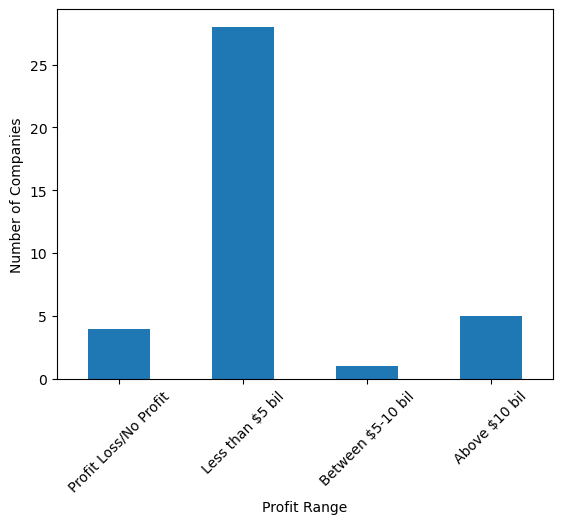 Number of Companies
25
20
15
10
5
0
Profit Loss/No Profit
Less than $5 bil
Between $5-10 bil
Above $10 bil
Profit Range